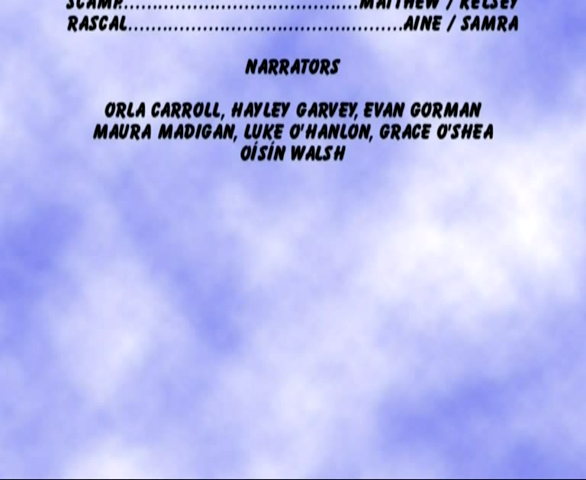 SCAMP.......................................MATTHEW / KELSEY
RASCAL.............................................AINE / SAMRA
NARRATORS
ORLA CARROLL, HAYLEY GARVEY, EVAN GORMAN
MAURA MADIGAN, LUKE O'HANLON, GRACE O'SHEA
OÍSÍN WALSH